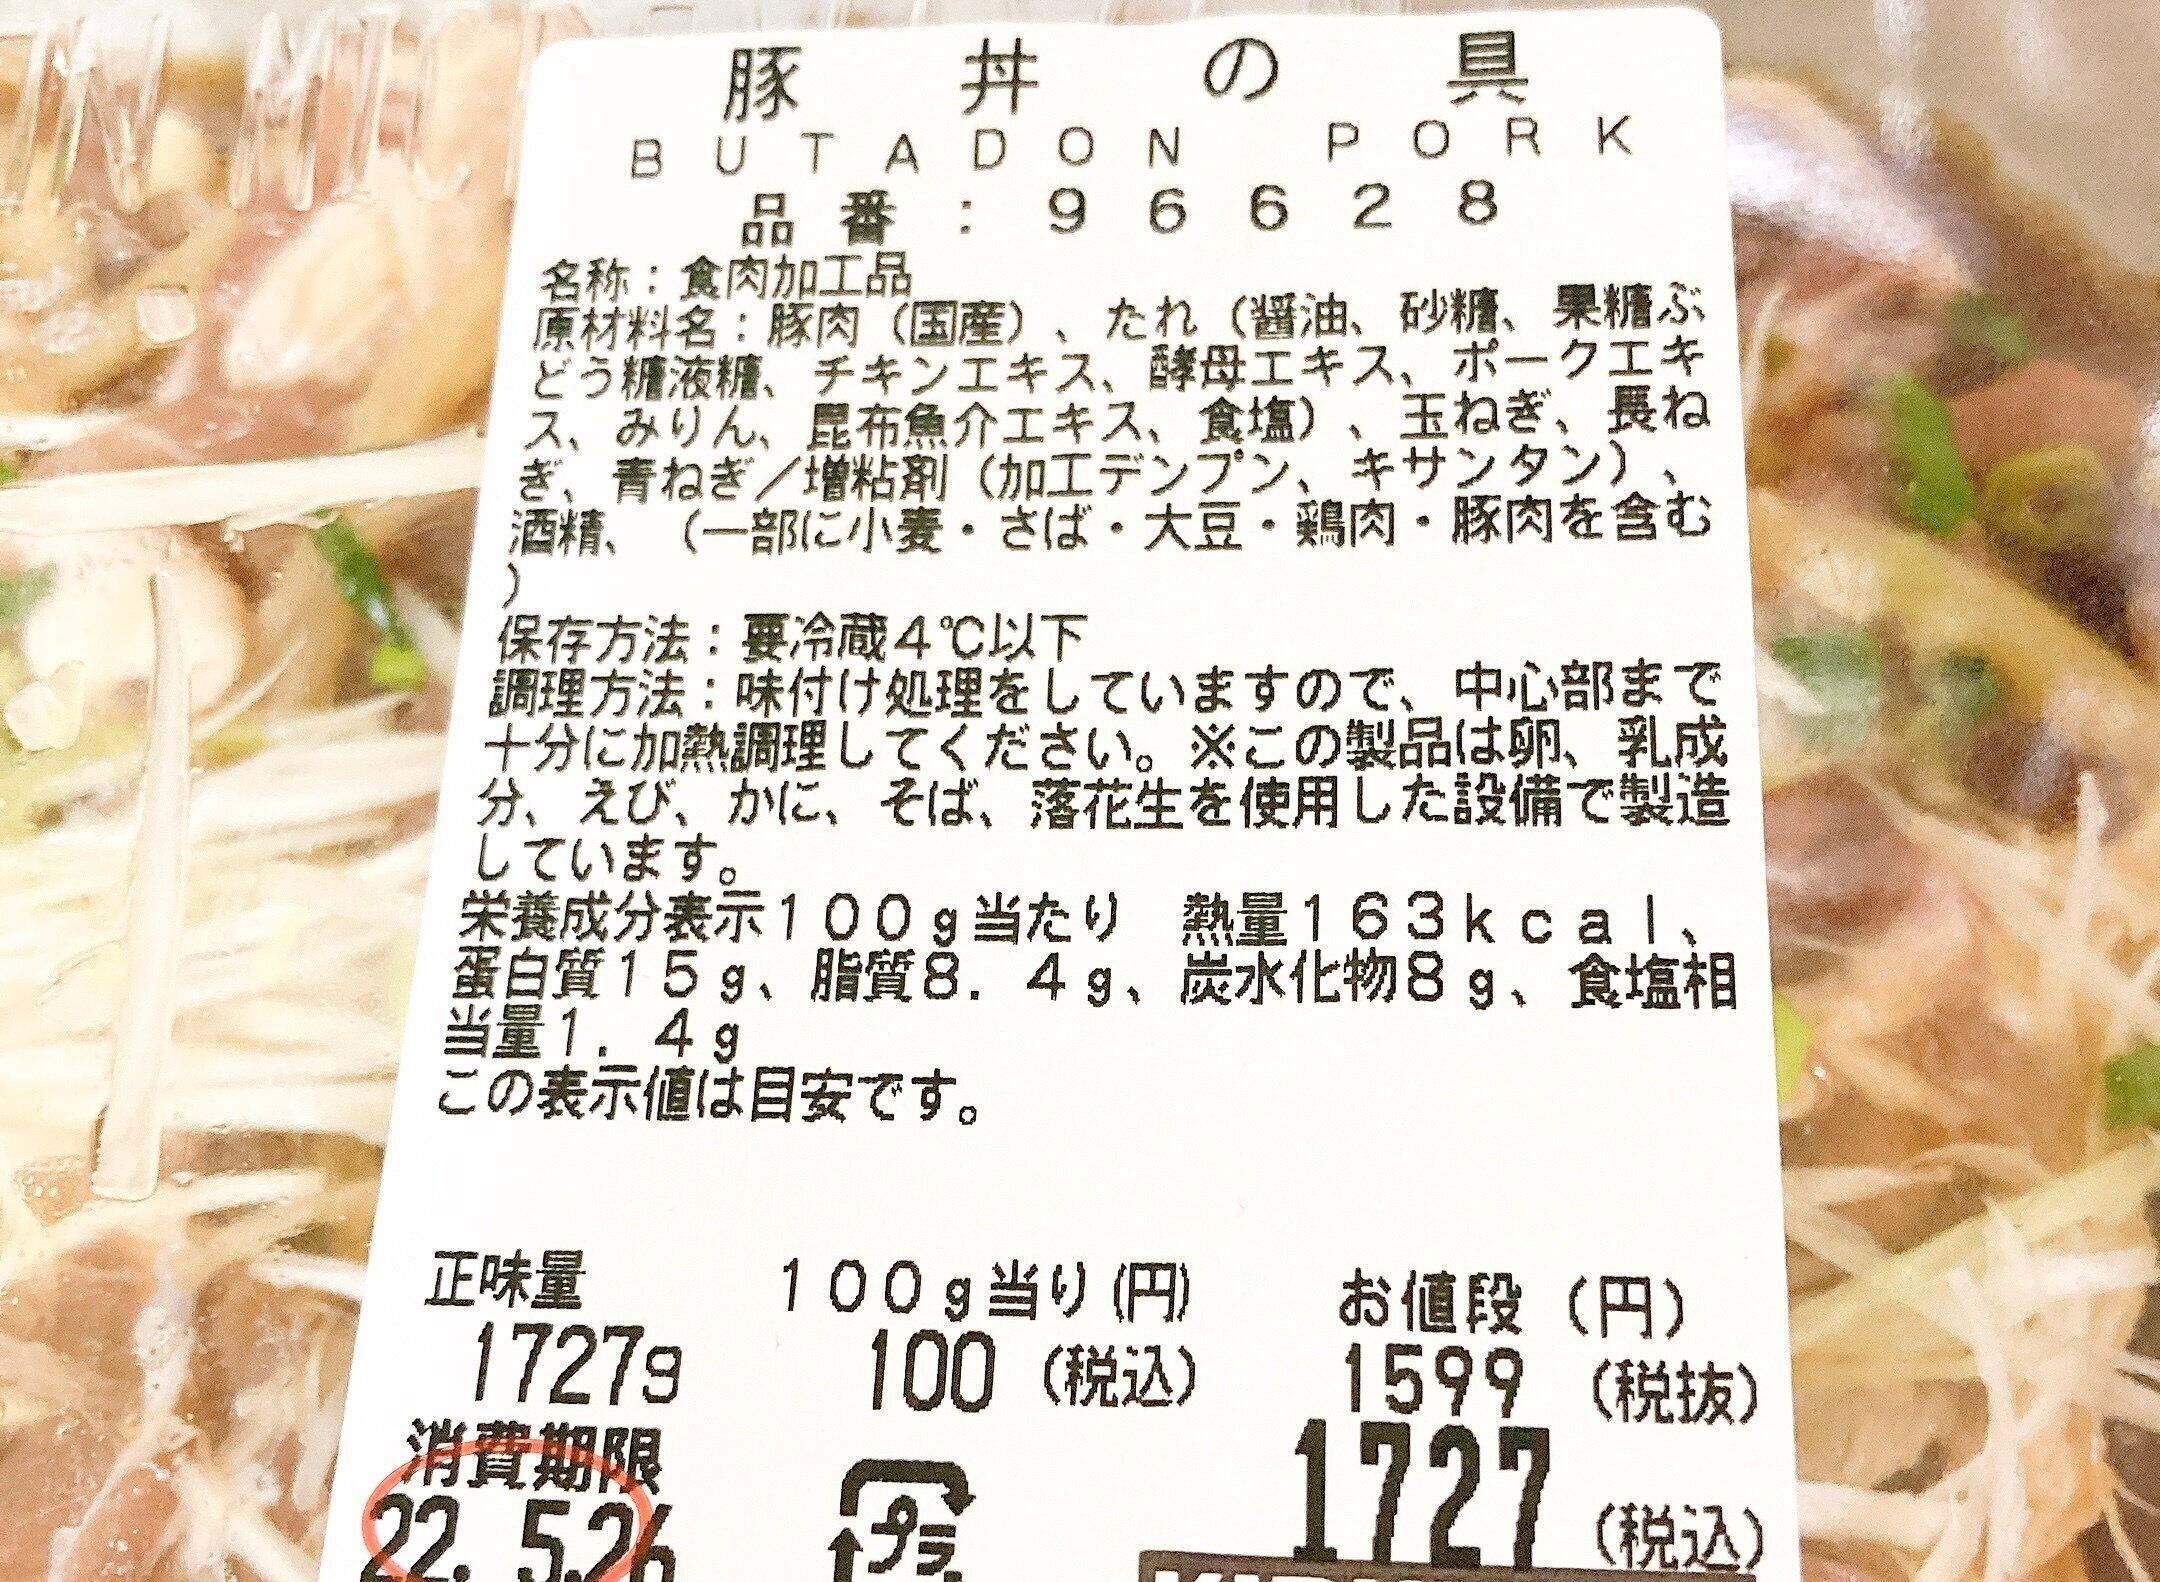 豚丼の具
BUTADON PORK
品番：96628
名称：食肉加工品
原材料名：豚肉（国産）、たれ（醤油、砂糖、果糖ぶ
どう糖液糖、チキンエキス、酵母エキス、ポークエキ
ス、みりん、昆布魚介エキス、食塩）、玉ねぎ、長ね
ぎ、青ねぎ／増粘剤（加工デンプン、キサンタン）、
酒精、（一部に小麦・さば・大豆・鶏肉・豚肉を含む
）
保存方法：要冷蔵4℃以下
調理方法：味付け処理をしていますので、中心部まで
十分に加熱調理してください。※この製品は卵、乳成
分、えび、かに、そば、落花生を使用した設備で製造
しています。
栄養成分表示100g当たり　熱量163kcal、
蛋白質15g、脂質8.4g、炭水化物8g、食塩相
当量1.4g
この表示値は目安です。
正味量　100g当り(円)　お値段（円）
1727g　100（税込）　1599（税抜）
消費期限　1727（税込）
22. 5.26　プラ